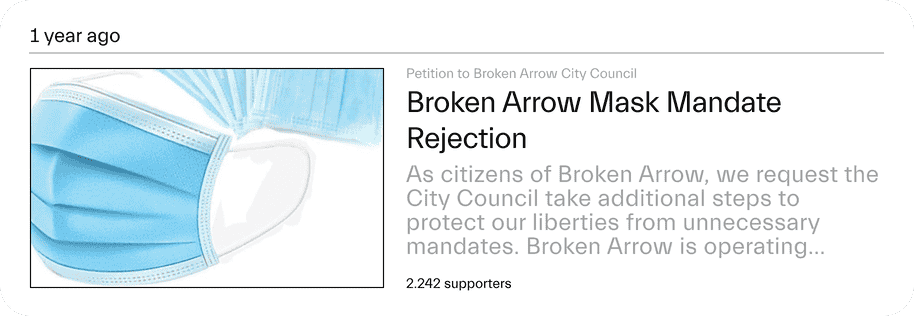 1 year ago
Petition to Broken Arrow City Council
Broken Arrow Mask Mandate
Rejection
As citizens of Broken Arrow, we request the
City Council take additional steps to
protect our liberties from unnecessary
mandates. Broken Arrow is operating...
2.242 supporters